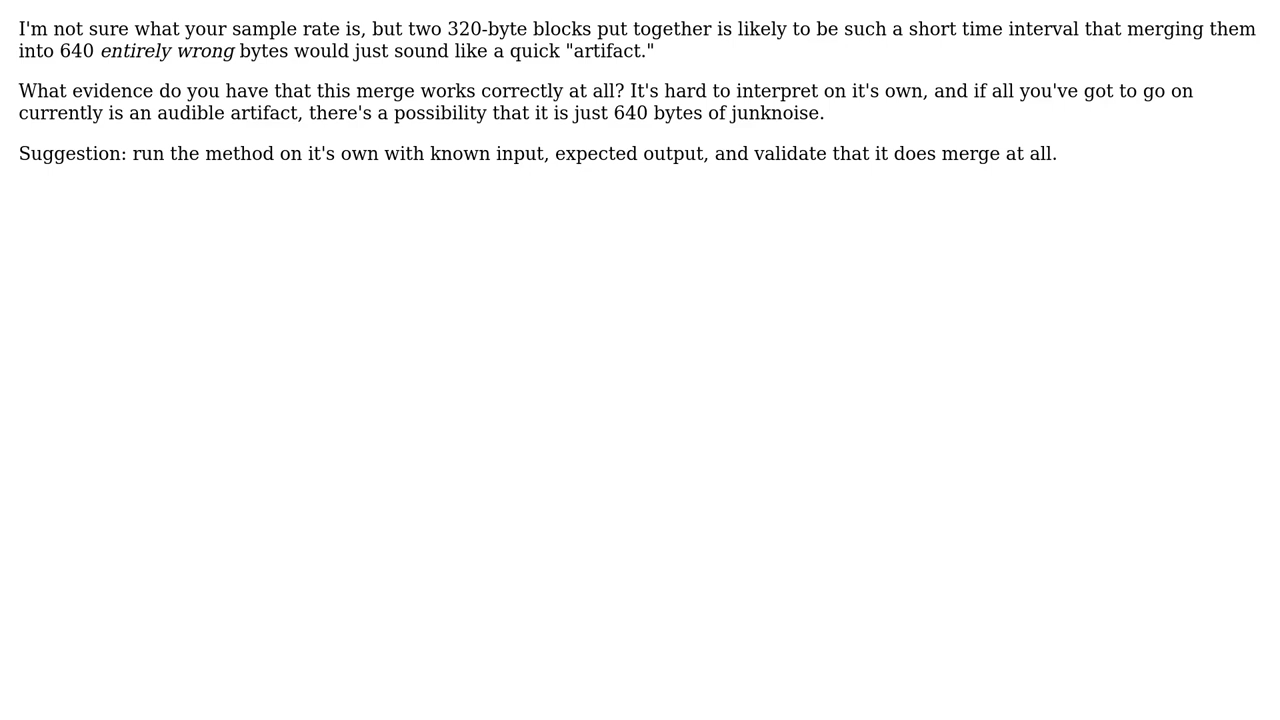 I'm not sure what your sample rate is, but two 320-byte blocks put together is likely to be such a short time interval that merging them
into 640 entirely wrong bytes would just sound like a quick "artifact."
What evidence do you have that this merge works correctly at all? It's hard to interpret on it's own, and if all you've got to go on
currently is an audible artifact, there's a possibility that it is just 640 bytes of junknoise.
Suggestion: run the method on it's own with known input, expected output, and validate that it does merge at all.